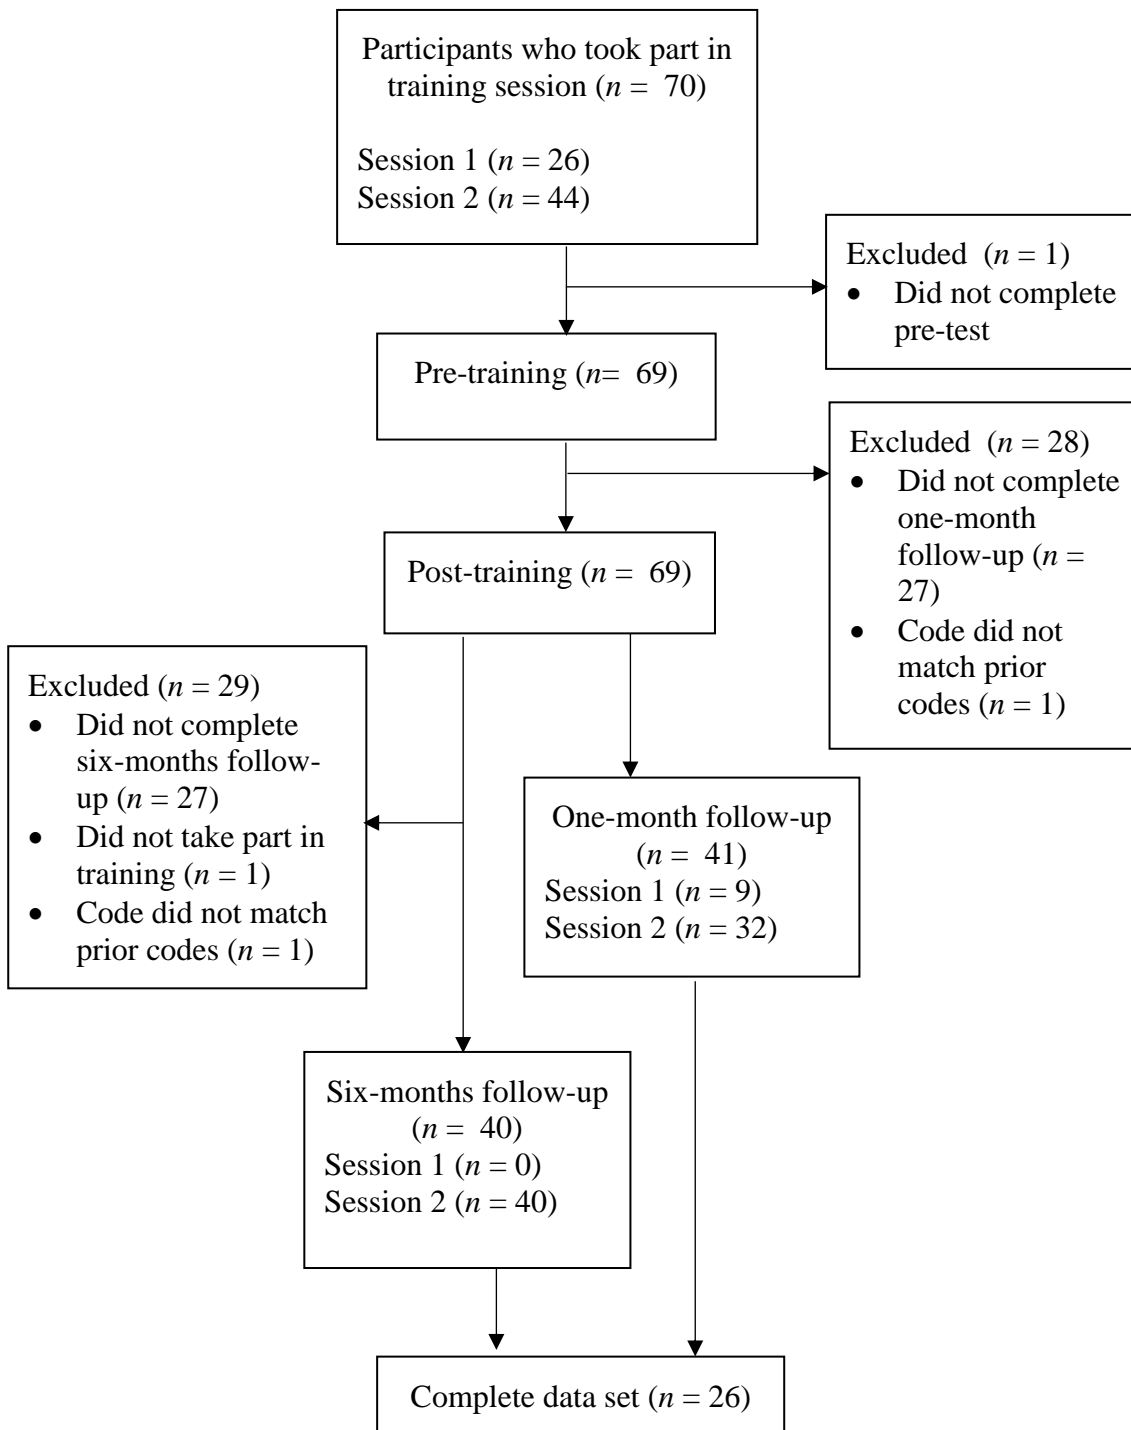 Participants who took part in
training session (n =  70)
Session 1 (n = 26)
Session 2 (n = 44)
Excluded  (n = 1)
• Did not complete
pre-test
Pre-training (n=  69)
Excluded  (n = 28)
• Did not complete
one-month
follow-up (n =
27)
• Code did not
match prior
codes (n = 1)
Post-training (n =  69)
Excluded (n = 29)
• Did not complete
six-months follow-
up (n = 27)
• Did not take part in
training (n = 1)
• Code did not match
prior codes (n = 1)
One-month follow-up
(n =  41)
Session 1 (n = 9)
Session 2 (n = 32)
Six-months follow-up
(n =  40)
Session 1 (n = 0)
Session 2 (n = 40)
Complete data set (n = 26)